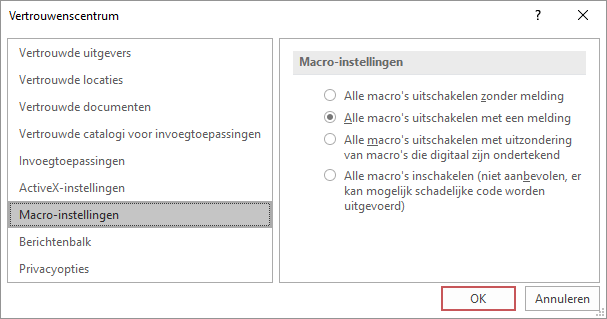 Vertrouwenscentrum
?
Vertrouwde uitgevers
Vertrouwde locaties
Vertrouwde documenten
Vertrouwde catalogi voor invoegtoepassingen
Invoegtoepassingen
ActiveX-instellingen
Macro-instellingen
Berichtenbalk
Privacyopties
Macro-instellingen
Alle macro's uitschakelen zonder melding
Alle macro's uitschakelen met een melding
Alle macro's uitschakelen met uitzondering
van macro's die digitaal zijn ondertekend
Alle macro's inschakelen (niet aanbevolen, er
kan mogelijk schadelijke code worden
uitgevoerd)
OK
Annuleren